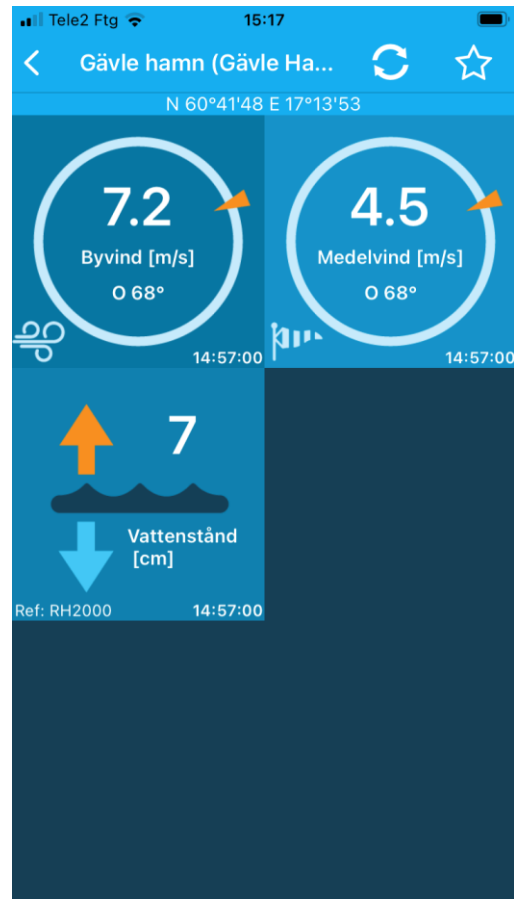 Tele2 Ftg 15:17
Gävle hamn (Gävle Ha...
N 60°41'48 E 17°13'53
7.2
Byvind [m/s]
O 68°
14:57:00
4.5
Medelvind [m/s]
O 68°
14:57:00
7
Vattenstånd
[cm]
Ref: RH2000 14:57:00